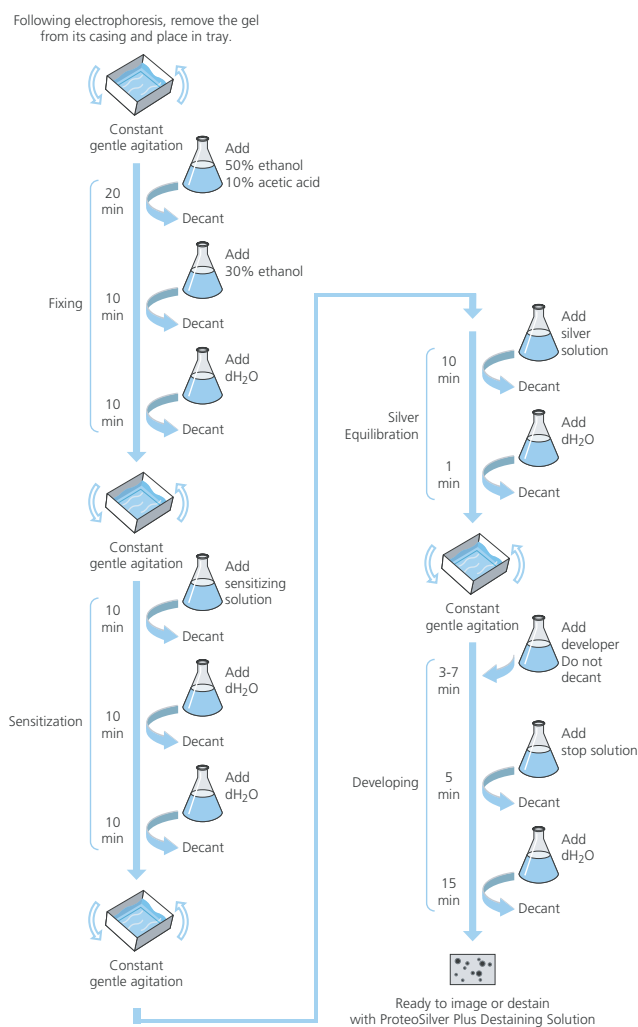 Following electrophoresis, remove the gel
from its casing and place in tray.
Constant
gentle agitation
Fixing
20
min
Add
50% ethanol
10% acetic acid
Decant
10
min
Add
30% ethanol
Decant
10
min
Add
dH₂O
Decant
Constant
gentle agitation
Sensitization
10
min
Add
sensitizing
solution
Decant
10
min
Add
dH₂O
Decant
10
min
Add
dH₂O
Decant
Constant
gentle agitation
Silver
Equilibration
10
min
Add
silver
solution
Decant
1
min
Add
dH₂O
Decant
Constant
gentle agitation
Developing
3-7
min
Add
developer
Do not
decant
5
min
Add
stop solution
Decant
15
min
Add
dH₂O
Decant
Ready to image or destain
with ProteoSilver Plus Destaining Solution